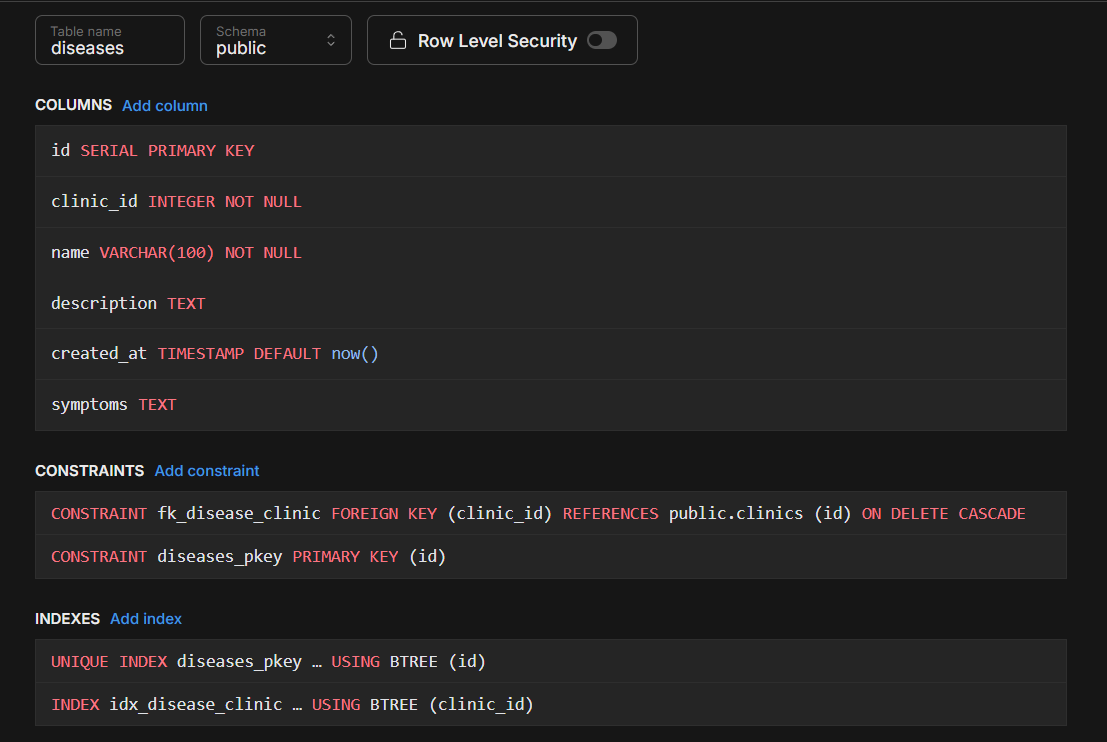 Table name
diseases
Schema
public
Row Level Security
COLUMNS Add column
id SERIAL PRIMARY KEY
clinic_id INTEGER NOT NULL
name VARCHAR(100) NOT NULL
description TEXT
created_at TIMESTAMP DEFAULT now()
symptoms TEXT
CONSTRAINTS Add constraint
CONSTRAINT fk_disease_clinic FOREIGN KEY (clinic_id) REFERENCES public.clinics (id) ON DELETE CASCADE
CONSTRAINT diseases_pkey PRIMARY KEY (id)
INDEXES Add index
UNIQUE INDEX diseases_pkey … USING BTREE (id)
INDEX idx_disease_clinic … USING BTREE (clinic_id)